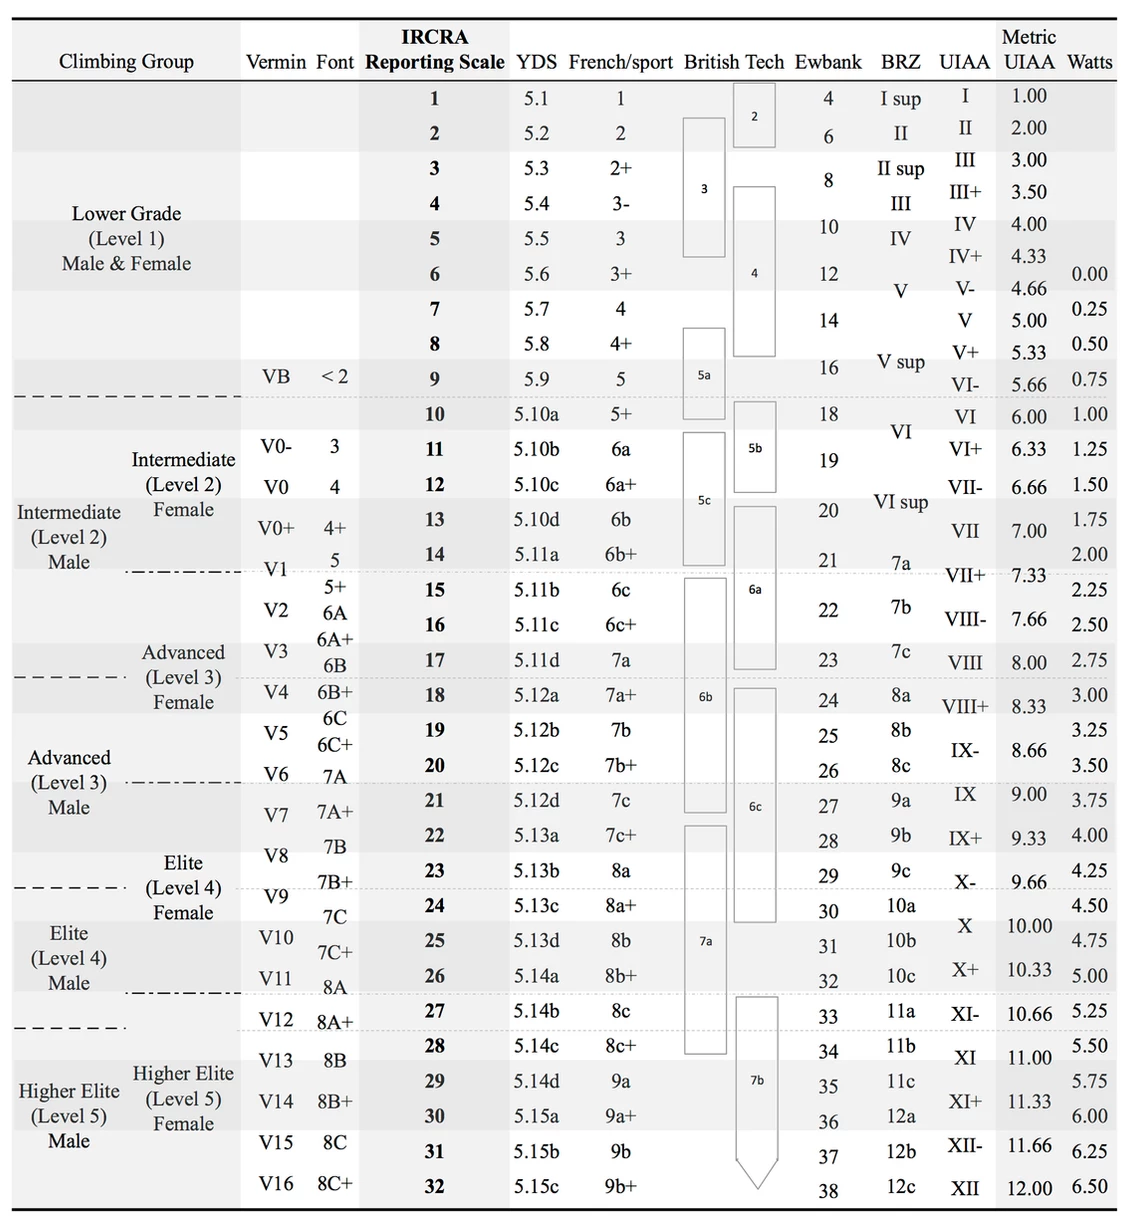 Climbing Group Vermin Font IRCRA Reporting Scale YDS French/sport British Tech Ewbank BRZ UIAA Metric UIAA Watts
1 5.1 1 4 I sup I 1.00
2
2 5.2 2 6 II II 2.00
3 5.3 2+ 8 II sup III 3.00
3
4 5.4 3- III III+ 3.50
Lower Grade
(Level 1)
Male & Female
5 5.5 3 10 IV IV 4.00
IV+ 4.33
6 5.6 3+ 4 12 V V- 4.66 0.00
7 5.7 4 14 V 5.00 0.25
8 5.8 4+ V sup V+ 5.33 0.50
VB < 2 9 5.9 5 5a 16 VI- 5.66 0.75
10 5.10a 5+ 18 VI VI 6.00 1.00
V0- 3 11 5.10b 6a 5b 19 VI+ 6.33 1.25
Intermediate
(Level 2)
Female
V0 4 12 5.10c 6a+ 5c VI sup VII- 6.66 1.50
Intermediate
(Level 2)
Male
V0+ 4+ 13 5.10d 6b 20 VII 7.00 1.75
V1 5 14 5.11a 6b+ 21 7a VII+ 7.33 2.00
5+ 15 5.11b 6c 6a 2.25
V2 6A 16 5.11c 6c+ 22 7b VIII- 7.66 2.50
6A+
V3 6B 17 5.11d 7a 23 7c VIII 8.00 2.75
Advanced
(Level 3)
Female
V4 6B+ 18 5.12a 7a+ 6b 24 8a VIII+ 8.33 3.00
6C
V5 6C+ 19 5.12b 7b 25 8b IX- 8.66 3.25
Advanced
(Level 3)
Male
V6 7A 20 5.12c 7b+ 26 8c 3.50
V7 7A+ 21 5.12d 7c 6c 27 9a IX 9.00 3.75
V8 7B 22 5.13a 7c+ 28 9b IX+ 9.33 4.00
Elite
(Level 4)
Female
V9 7B+ 23 5.13b 8a 29 9c X- 9.66 4.25
7C 24 5.13c 8a+ 30 10a X 10.00 4.50
Elite
(Level 4)
Male
V10 7C+ 25 5.13d 8b 7a 31 10b 4.75
V11 8A 26 5.14a 8b+ 32 10c X+ 10.33 5.00
V12 8A+ 27 5.14b 8c 33 11a XI- 10.66 5.25
V13 8B 28 5.14c 8c+ 34 11b XI 11.00 5.50
Higher Elite
(Level 5)
Female
Higher Elite
(Level 5)
Male
V14 8B+ 29 5.14d 9a 7b 35 11c XI+ 11.33 5.75
30 5.15a 9a+ 36 12a 6.00
V15 8C 31 5.15b 9b 37 12b XII- 11.66 6.25
V16 8C+ 32 5.15c 9b+ 38 12c XII 12.00 6.50